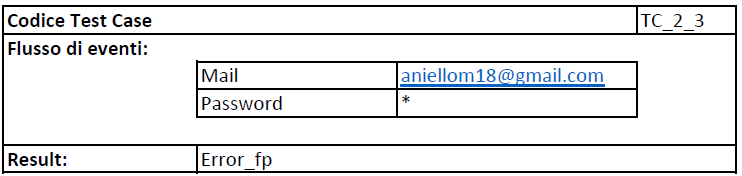 Codice Test Case TC_2_3
Flusso di eventi:
Mail aniellom18@gmail.com
Password *
Result: Error_fp